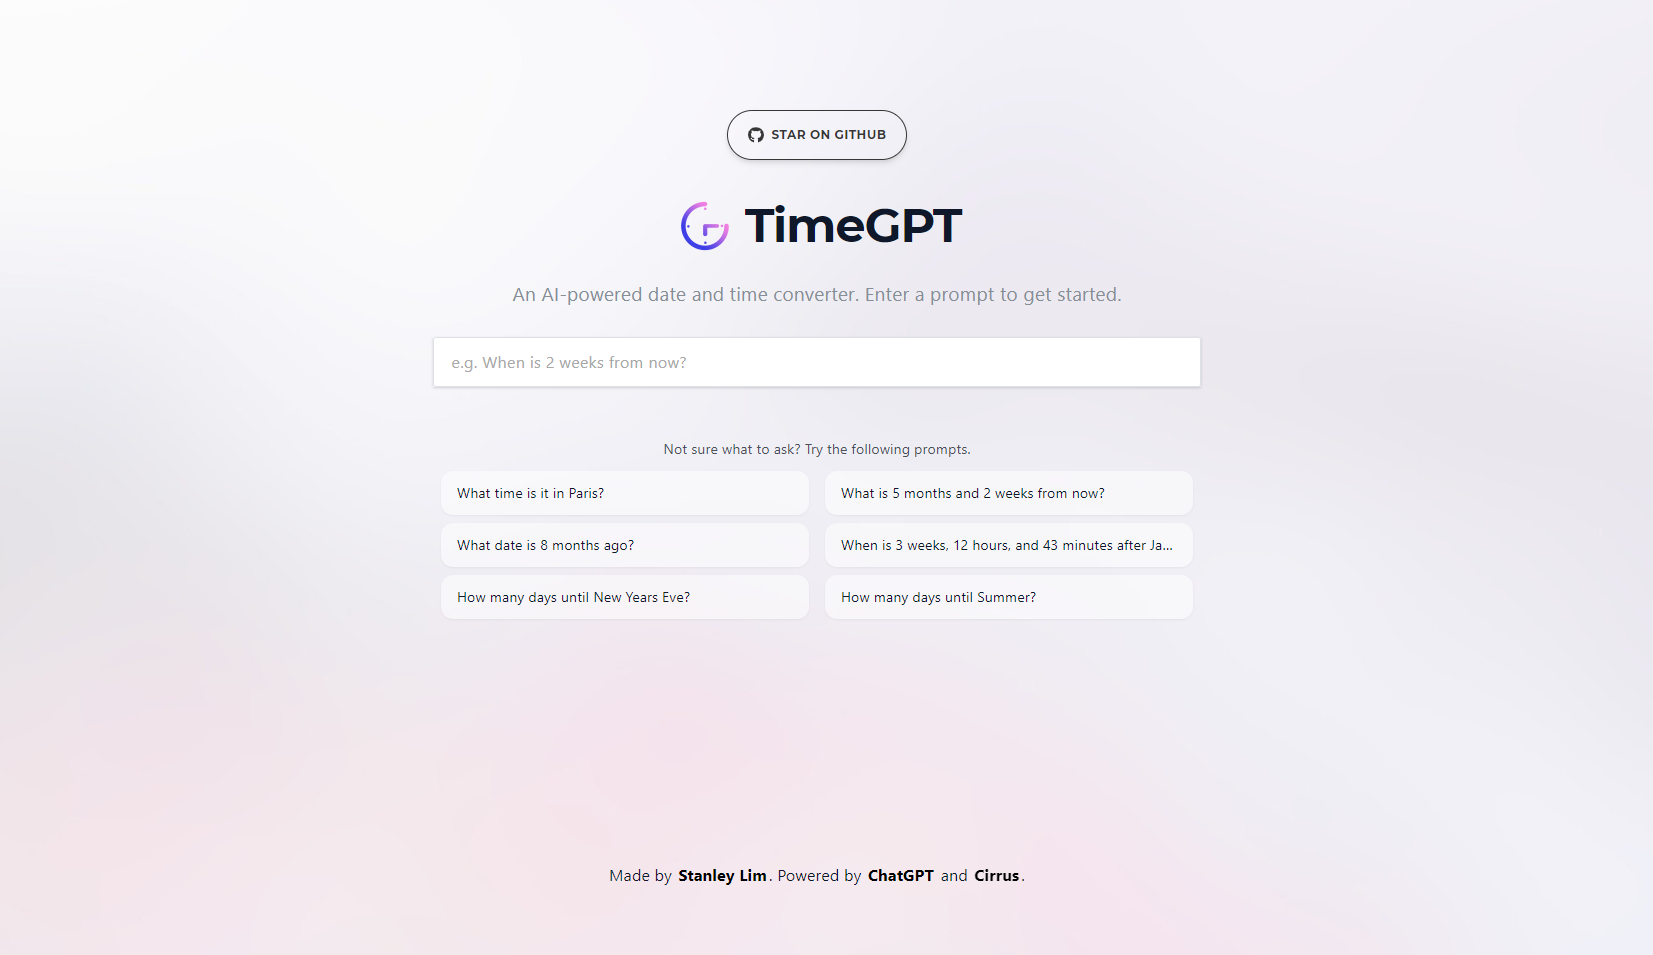 STAR ON GITHUB
TimeGPT
An AI-powered date and time converter. Enter a prompt to get started.
e.g. When is 2 weeks from now?
Not sure what to ask? Try the following prompts.
What time is it in Paris?
What is 5 months and 2 weeks from now?
What date is 8 months ago?
When is 3 weeks, 12 hours, and 43 minutes after Ja...
How many days until New Years Eve?
How many days until Summer?
Made by Stanley Lim. Powered by ChatGPT and Cirrus.